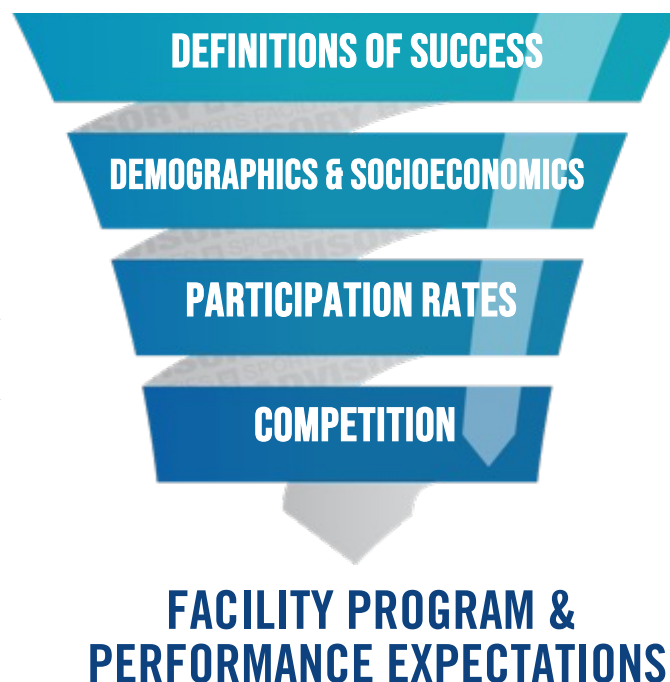 DEFINITIONS OF SUCCESS
DEMOGRAPHICS & SOCIOECONOMICS
PARTICIPATION RATES
COMPETITION
FACILITY PROGRAM &
PERFORMANCE EXPECTATIONS